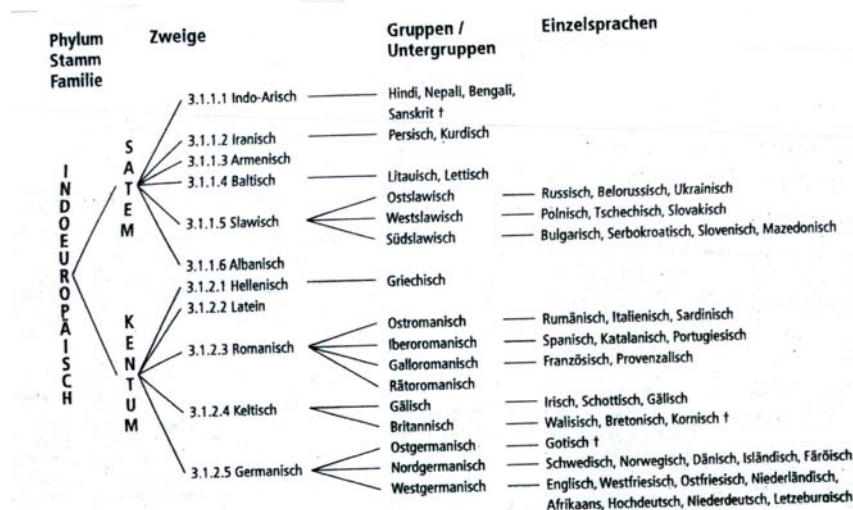 Phylum
Stamm
Familie
Zweige
Gruppen /
Untergruppen
Einzelsprachen
INDOEUROPÄISCH
SATEM
3.1.1.1 Indo-Arisch
Hindi, Nepali, Bengali,
Sanskrit †
3.1.1.2 Iranisch
Persisch, Kurdisch
3.1.1.3 Armenisch
3.1.1.4 Baltisch
Litauisch, Lettisch
3.1.1.5 Slawisch
Ostslawisch
Russisch, Belorussisch, Ukrainisch
Westslawisch
Polnisch, Tschechisch, Slovakisch
Südslawisch
Bulgarisch, Serbokroatisch, Slovenisch, Mazedonisch
3.1.1.6 Albanisch
KENTUM
3.1.2.1 Hellenisch
Griechisch
3.1.2.2 Latein
3.1.2.3 Romanisch
Ostromanisch
Rumänisch, Italienisch, Sardinisch
Iberoromanisch
Spanisch, Katalanisch, Portugiesisch
Galloromanisch
Französisch, Provenzalisch
Rätoromanisch
3.1.2.4 Keltisch
Gälisch
Irisch, Schottisch, Gälisch
Britannisch
Walisisch, Bretonisch, Kornisch †
3.1.2.5 Germanisch
Ostgermanisch
Gotisch †
Nordgermanisch
Schwedisch, Norwegisch, Dänisch, Isländisch, Färöisch
Westgermanisch
Englisch, Westfriesisch, Ostfriesisch, Niederländisch,
Afrikaans, Hochdeutsch, Niederdeutsch, Letzeburgisch